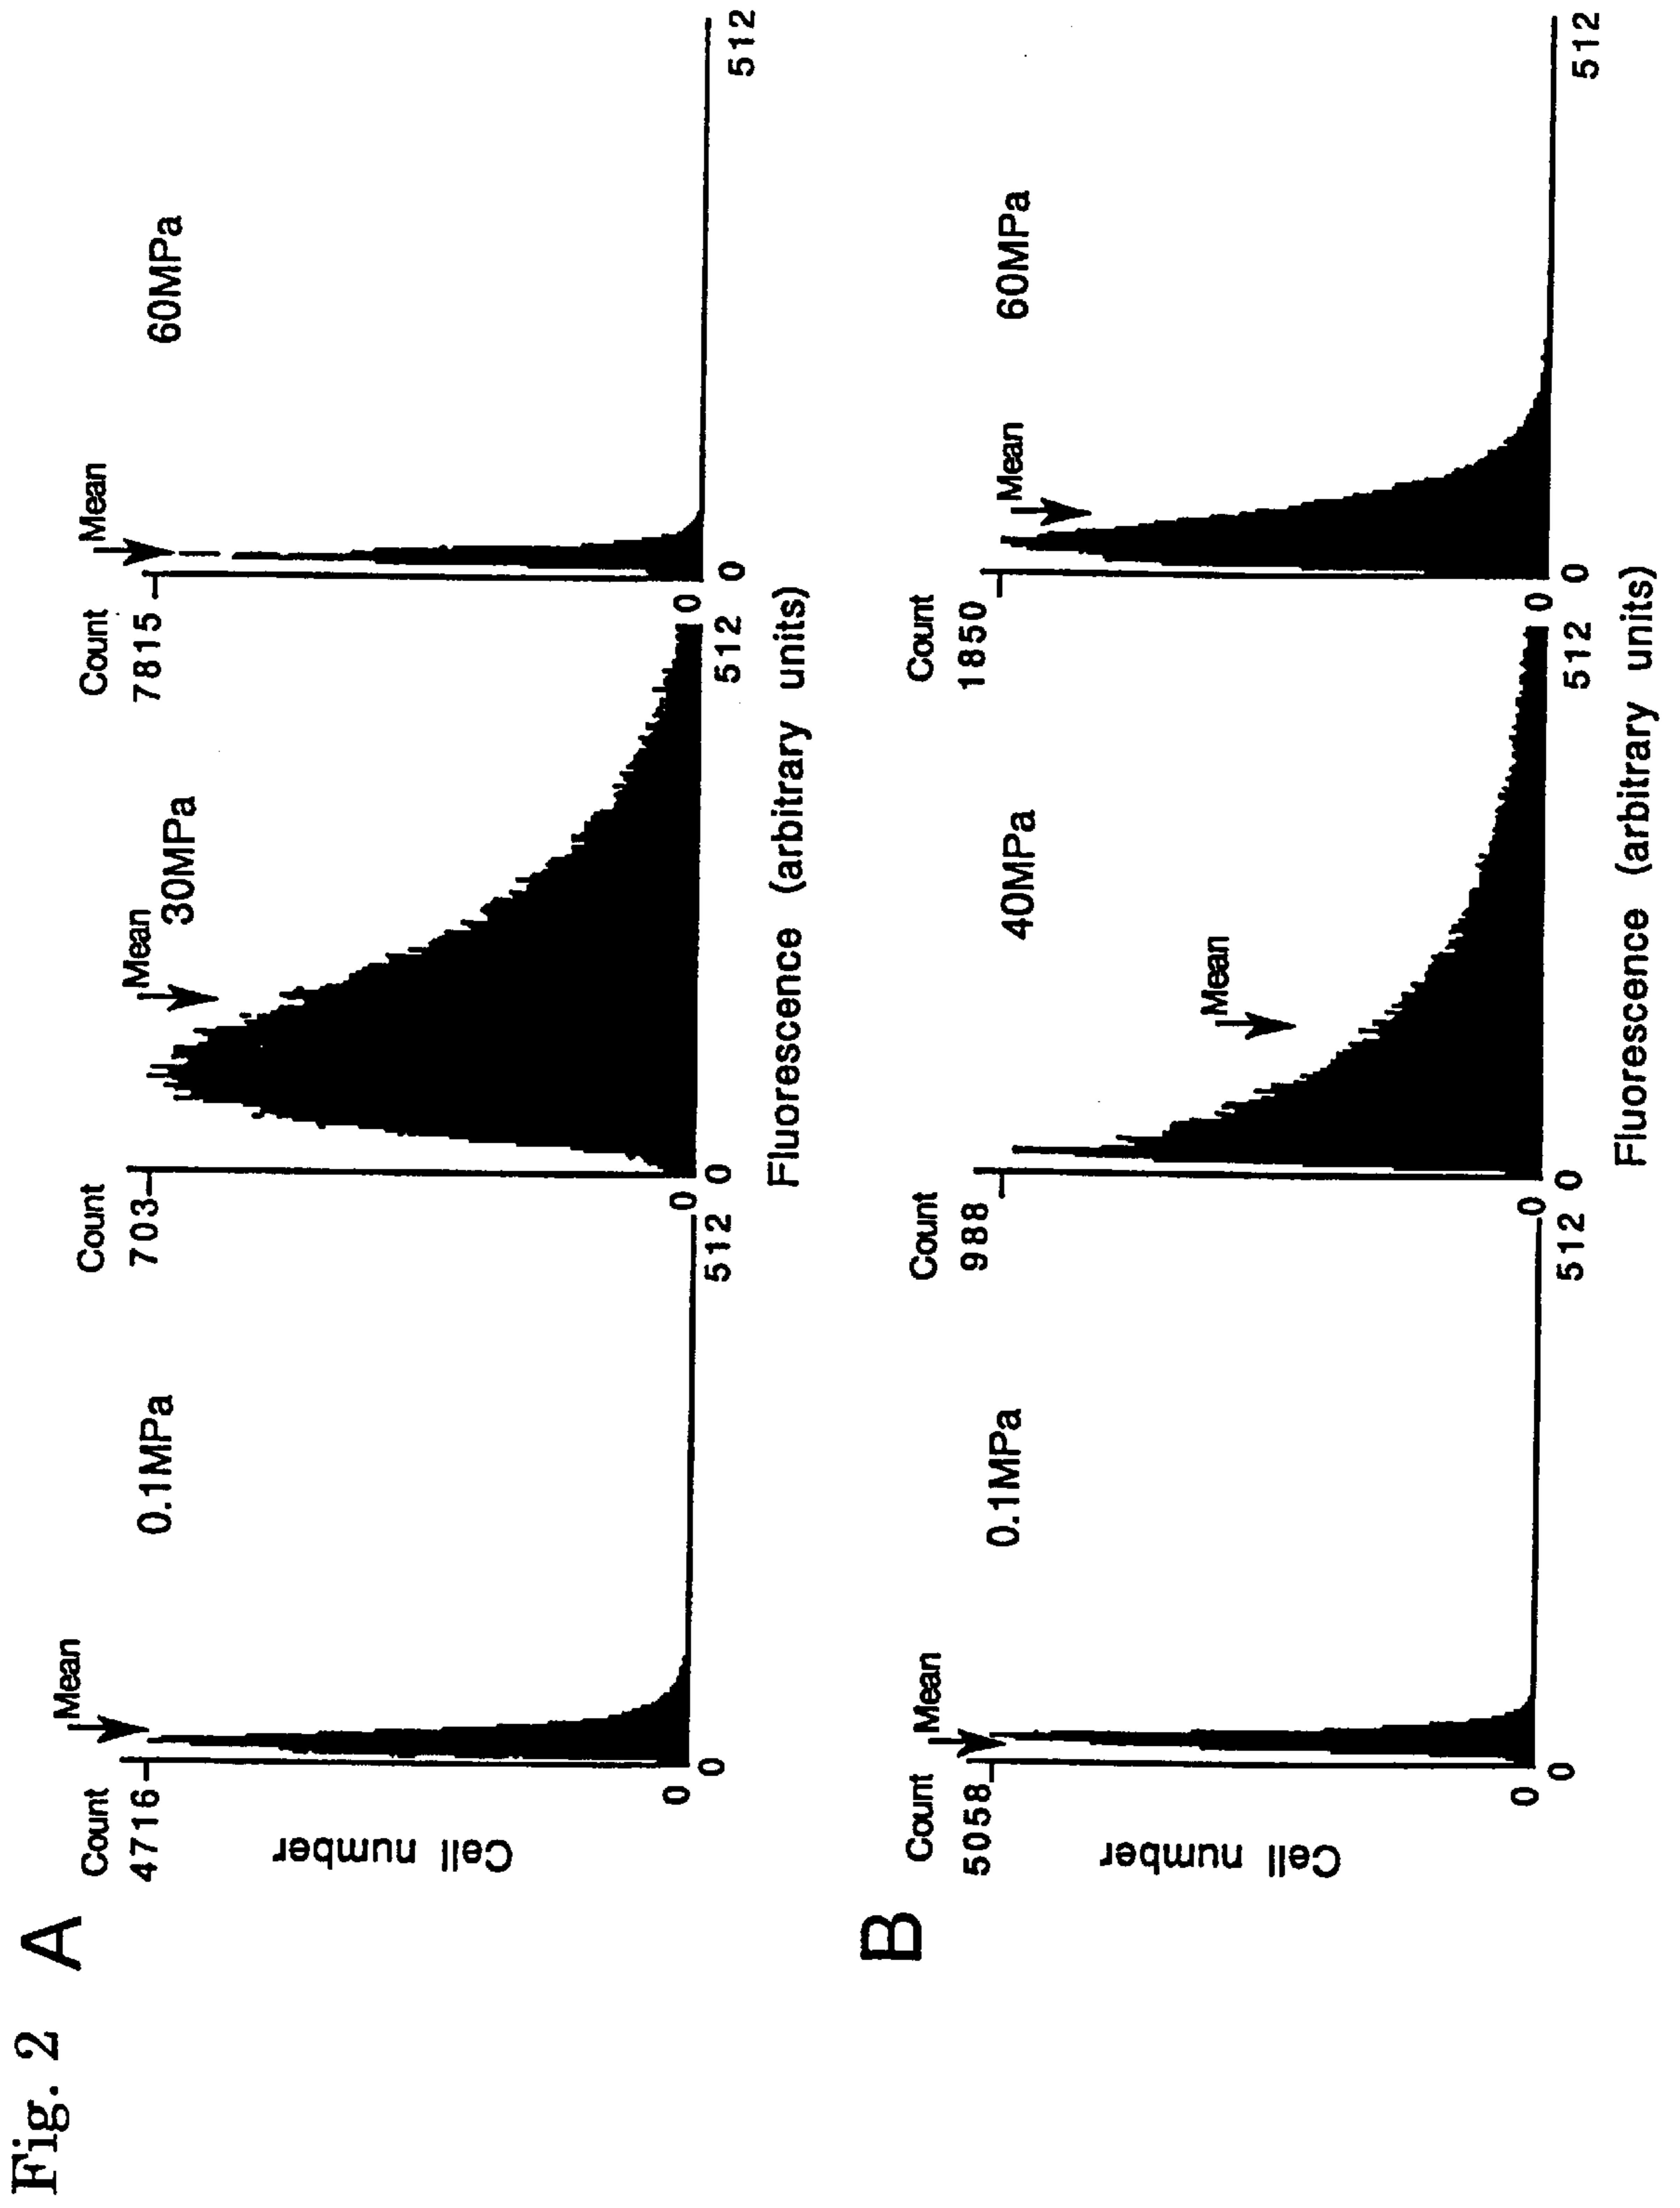 Fig. 2
A
Count
4716
0
Cell number
Mean
0.1MPa
0
512
Count
703
0
Mean
30MPa
0
512
Count
7815
0
Mean
60MPa
0
512
Fluorescence (arbitrary units)
B
Count
5058
0
Cell number
Mean
0.1MPa
0
512
Count
988
0
Mean
40MPa
0
512
Count
1850
0
Mean
60MPa
0
512
Fluorescence (arbitrary units)